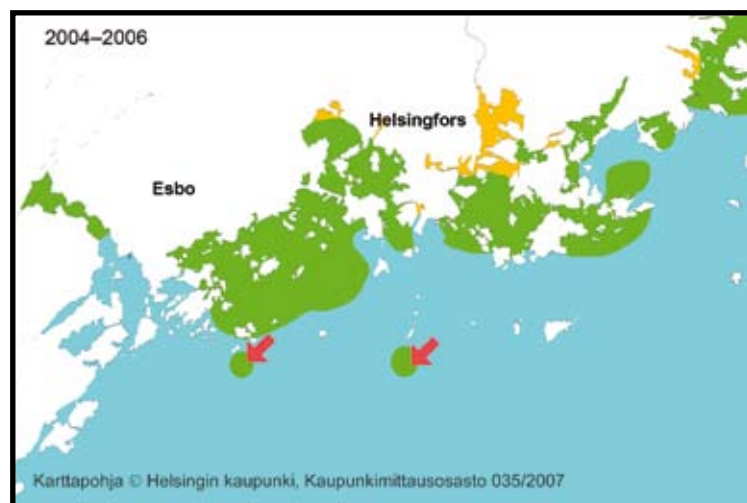 2004–2006
Helsingfors
Esbo
Karttapohja © Helsingin kaupunki, Kaupunkimittausosasto 035/2007